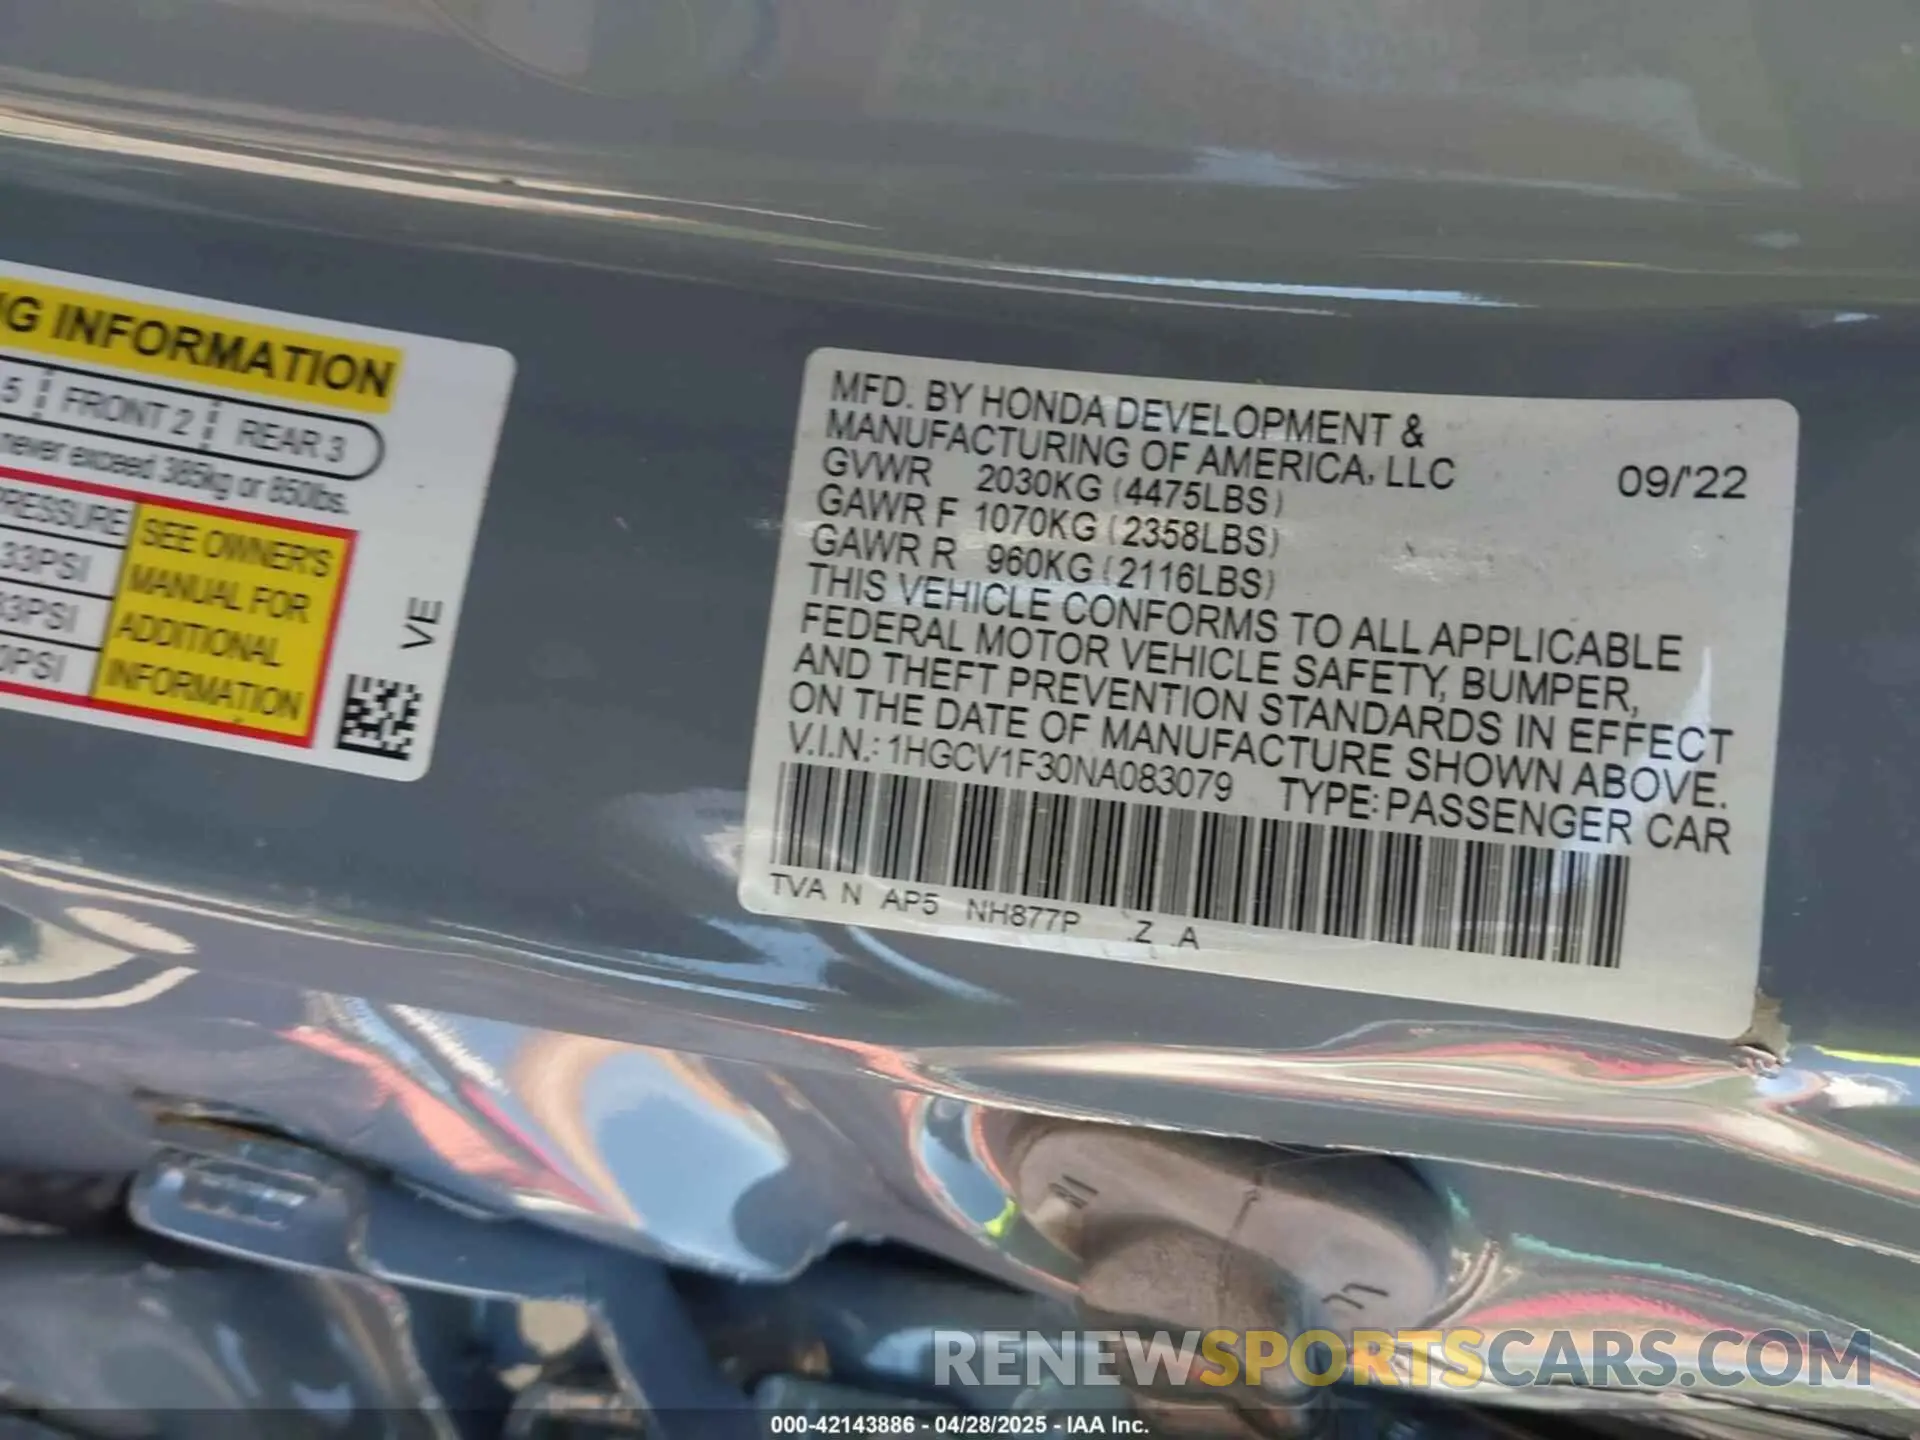 G INFORMATION
5 FRONT 2 REAR 3
never exceed 385kg or 850lbs.
PRESSURE
33PSI
33PSI
0PSI
SEE OWNER'S
MANUAL FOR
ADDITIONAL
INFORMATION
VE
MFD. BY HONDA DEVELOPMENT &
MANUFACTURING OF AMERICA, LLC
09/'22
GVWR 2030KG (4475LBS)
GAWR F 1070KG (2358LBS)
GAWR R 960KG (2116LBS)
THIS VEHICLE CONFORMS TO ALL APPLICABLE
FEDERAL MOTOR VEHICLE SAFETY, BUMPER,
AND THEFT PREVENTION STANDARDS IN EFFECT
ON THE DATE OF MANUFACTURE SHOWN ABOVE.
V.I.N.: 1HGCV1F30NA083079 TYPE: PASSENGER CAR
TVA N AP5 NH877P Z A
RENEWSPORTSCARS.COM
000-42143886 - 04/28/2025 - IAA Inc.